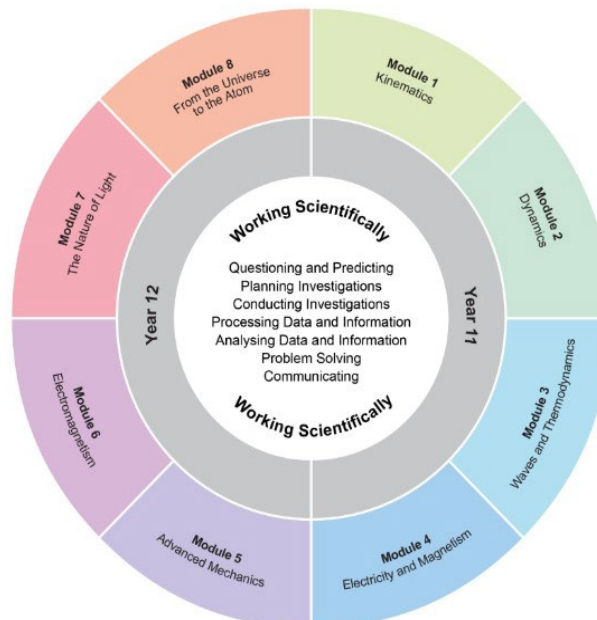 Module 1
Kinematics
Module 2
Dynamics
Module 3
Waves and Thermodynamics
Module 4
Electricity and Magnetism
Module 5
Advanced Mechanics
Module 6
Electromagnetism
Module 7
The Nature of Light
Module 8
From the Universe
to the Atom
Year 11
Year 12
Working Scientifically
Questioning and Predicting
Planning Investigations
Conducting Investigations
Processing Data and Information
Analysing Data and Information
Problem Solving
Communicating
Working Scientifically